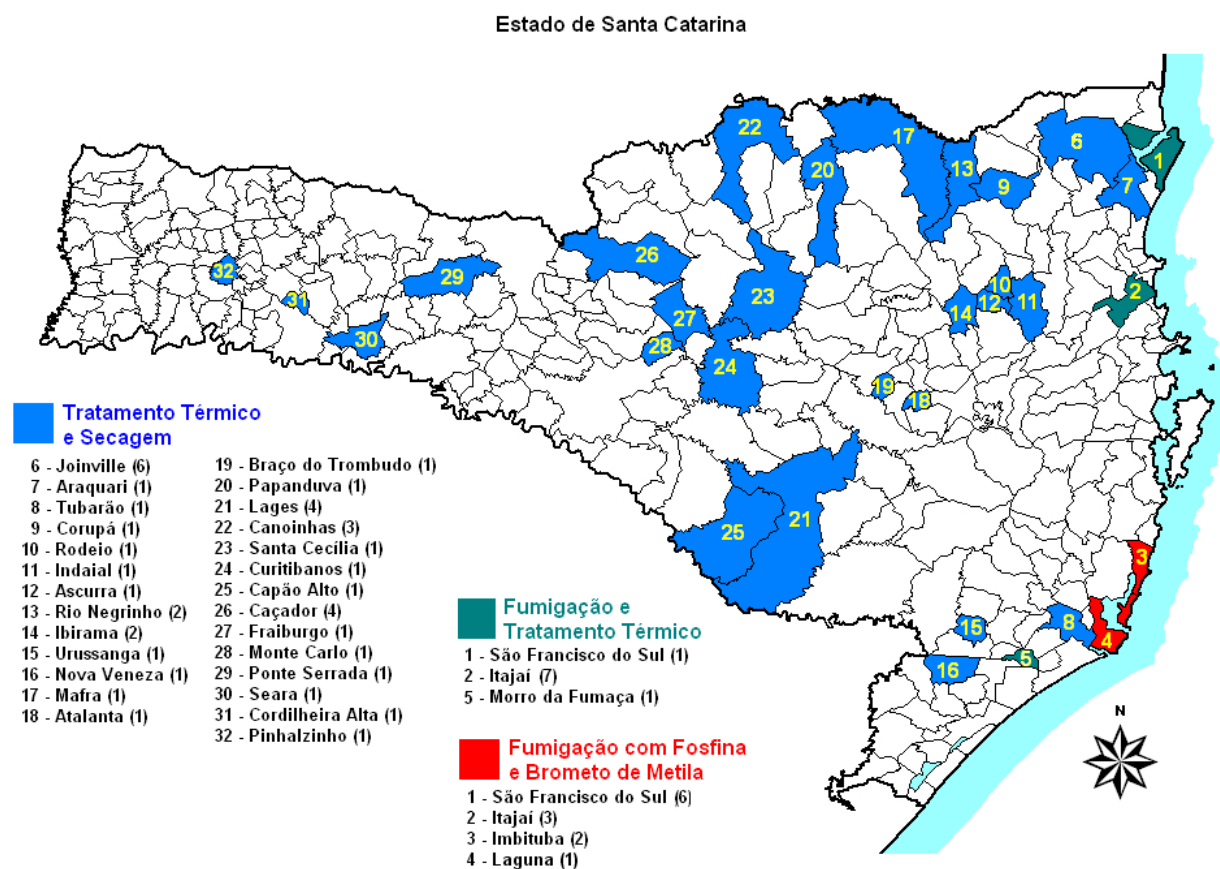 Estado de Santa Catarina
22
17
6
20
13
1
9
7
26
32
29
10
2
31
23
12
11
14
27
30
28
24
19
18
25
21
3
8
15
4
5
16
Tratamento Térmico
e Secagem
6 - Joinville (6)
7 - Araquari (1)
8 - Tubarão (1)
9 - Corupá (1)
10 - Rodeio (1)
11 - Indaial (1)
12 - Ascurra (1)
13 - Rio Negrinho (2)
14 - Ibirama (2)
15 - Urussanga (1)
16 - Nova Veneza (1)
17 - Mafra (1)
18 - Atalanta (1)
19 - Braço do Trombudo (1)
20 - Papanduva (1)
21 - Lages (4)
22 - Canoinhas (3)
23 - Santa Cecília (1)
24 - Curitibanos (1)
25 - Capão Alto (1)
26 - Caçador (4)
27 - Fraiburgo (1)
28 - Monte Carlo (1)
29 - Ponte Serrada (1)
30 - Seara (1)
31 - Cordilheira Alta (1)
32 - Pinhalzinho (1)
Fumigação e
Tratamento Térmico
1 - São Francisco do Sul (1)
2 - Itajaí (7)
5 - Morro da Fumaça (1)
Fumigação com Fosfina
e Brometo de Metila
1 - São Francisco do Sul (6)
2 - Itajaí (3)
3 - Imbituba (2)
4 - Laguna (1)
N